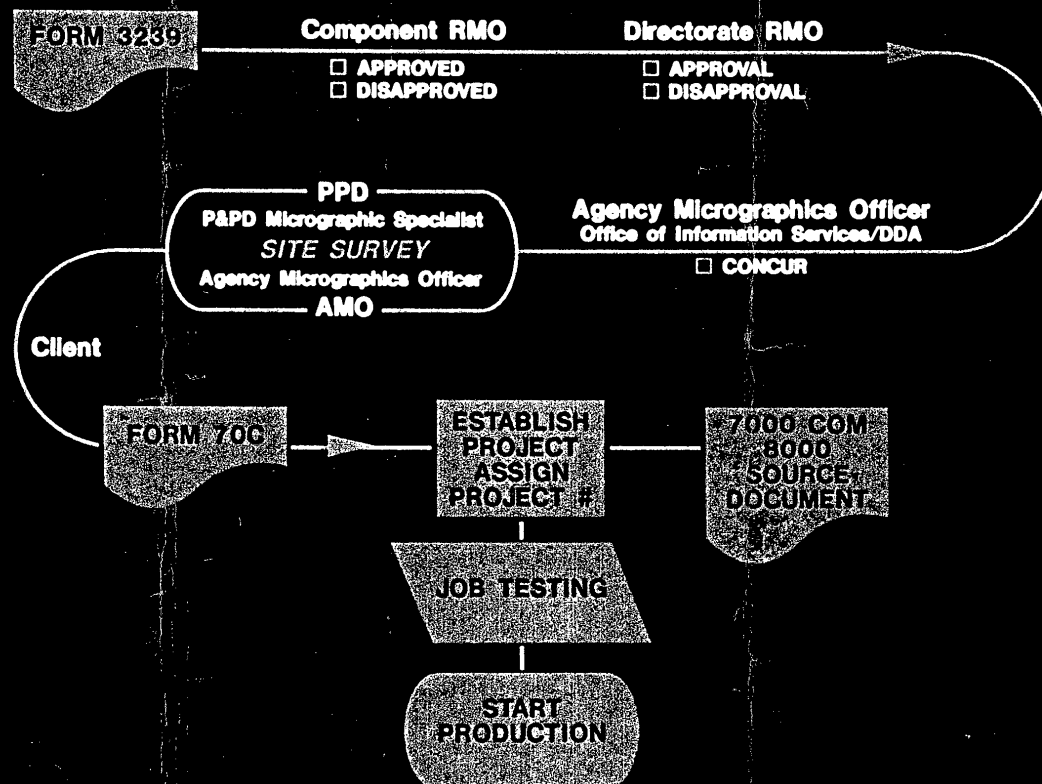 FORM 3239
Component RMO
☐ APPROVED
☐ DISAPPROVED
Directorate RMO
☐ APPROVAL
☐ DISAPPROVAL
Agency Micrographics Officer
Office of Information Services/DDA
☐ CONCUR
PPD
P&PD Micrographic Specialist
SITE SURVEY
Agency Micrographics Officer
AMO
Client
FORM 70C
ESTABLISH
PROJECT
ASSIGN
PROJECT #
*7000 COM
8000
SOURCE
DOCUMENT
JOB TESTING
START
PRODUCTION